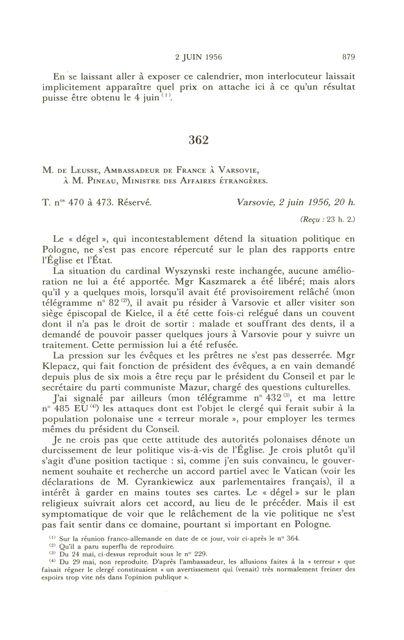 2 JUIN 1956 879
En se laissant aller à exposer ce calendrier, mon interlocuteur laissait
implicitement apparaître quel prix on attache ici à ce qu'un résultat
puisse être obtenu le 4 juin (1).
362
M. DE LEUSSE, AMBASSADEUR DE FRANCE À VARSOVIE,
À M. PINEAU, MINISTRE DES AFFAIRES ÉTRANGÈRES.
T. nos 470 à 473. Réservé. Varsovie, 2 juin 1956, 20 h.
(Reçu : 23 h. 2.)
Le « dégel », qui incontestablement détend la situation politique en
Pologne, ne s'est pas encore répercuté sur le plan des rapports entre
l'Église et l'État.
La situation du cardinal Wyszynski reste inchangée, aucune amélio-
ration ne lui a été apportée. Mgr Kaszmarek a été libéré; mais alors
qu'il y a quelques mois, lorsqu'il avait été provisoirement relâché (mon
télégramme n° 82 (2)), il avait pu résider à Varsovie et aller visiter son
siège épiscopal de Kielce, il a été cette fois-ci relégué dans un couvent
dont il n'a pas le droit de sortir : malade et souffrant des dents, il a
demandé de pouvoir passer quelques jours à Varsovie pour y suivre un
traitement. Cette permission lui a été refusée.
La pression sur les évêques et les prêtres ne s'est pas desserrée. Mgr
Klepacz, qui fait fonction de président des évêques, a en vain demandé
depuis plus de six mois à être reçu par le président du Conseil et par le
secrétaire du parti communiste Mazur, chargé des questions culturelles.
J'ai signalé par ailleurs (mon télégramme n° 432 (3), et ma lettre
n° 485 EU (4)) les attaques dont est l'objet le clergé qui ferait subir à la
population polonaise une « terreur morale », pour employer les termes
mêmes du président du Conseil.
Je ne crois pas que cette attitude des autorités polonaises dénote un
durcissement de leur politique vis-à-vis de l'Église. Je crois plutôt qu'il
s'agit d'une position tactique : si, comme j'en suis convaincu, le gouver-
nement souhaite et recherche un accord partiel avec le Vatican (voir les
déclarations de M. Cyrankiewicz aux parlementaires français), il a
intérêt à garder en mains toutes ses cartes. Le « dégel » sur le plan
religieux suivrait alors cet accord, au lieu de le précéder. Mais il est
symptomatique de voir que le relâchement de la vie politique ne s'est
pas fait sentir dans ce domaine, pourtant si important en Pologne.
(1) Sur la réunion franco-allemande en date de ce jour, voir ci-après le n° 364.
(2) Qu'il a paru superflu de reproduire.
(3) Du 24 mai, ci-dessus reproduit sous le n° 229.
(4) Du 29 mai, non reproduite. D'après l'ambassadeur, les allusions faites à la « terreur » que
faisait régner le clergé constituaient « un avertissement qui (venait) très normalement freiner des
espoirs trop vite nés dans l'opinion publique ».